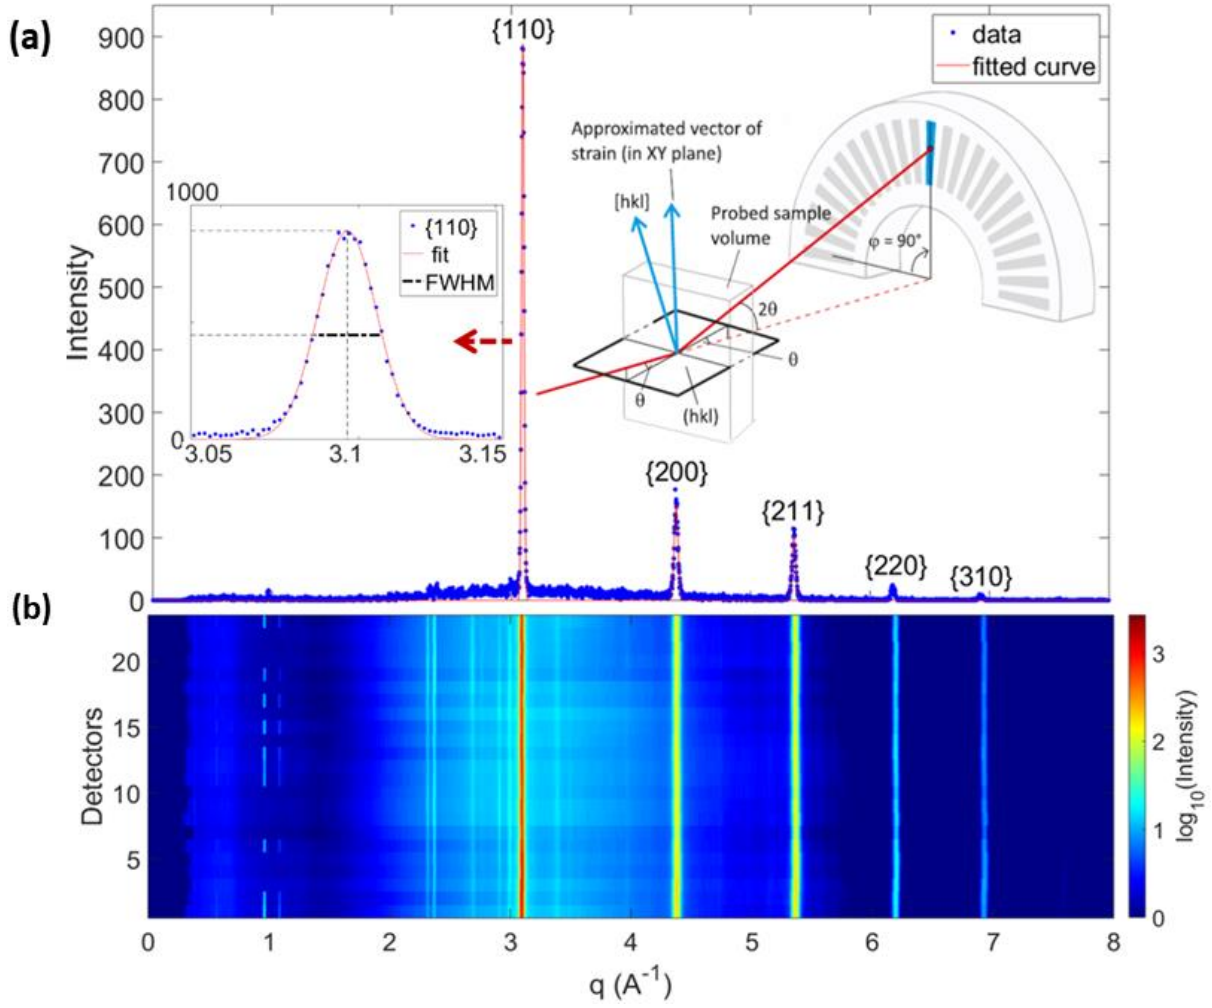 (a)
900
800
700
600
500
400
300
200
100
0
Intensity
{110}
{200}
{211}
{220}
{310}
data
fitted curve
1000
0
3.05
3.1
3.15
{110}
fit
FWHM
Approximated vector of
strain (in XY plane)
[hkl]
Probed sample
volume
φ = 90°
2θ
θ
θ
(hkl)
(b)
20
15
10
5
Detectors
0
1
2
3
4
5
6
7
8
q (A⁻¹)
3
2
1
0
log₁₀(Intensity)